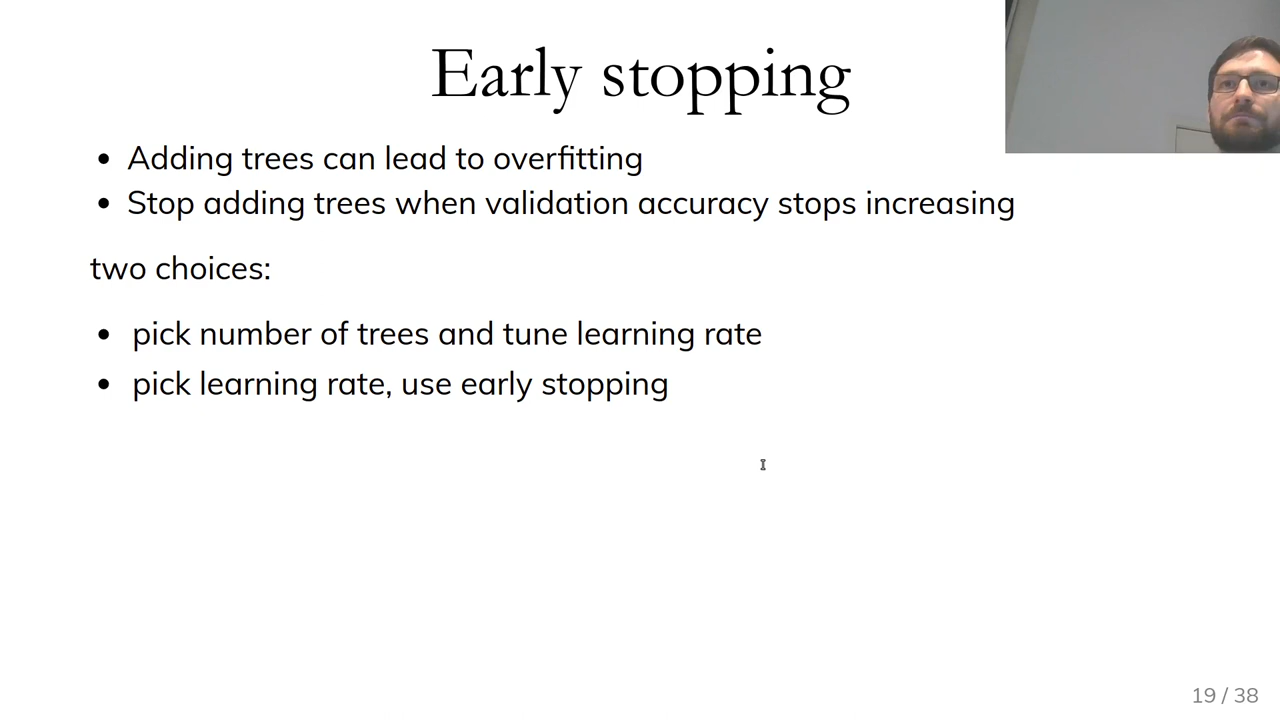 Early stopping
• Adding trees can lead to overfitting
• Stop adding trees when validation accuracy stops increasing
two choices:
• pick number of trees and tune learning rate
• pick learning rate, use early stopping
19 / 38